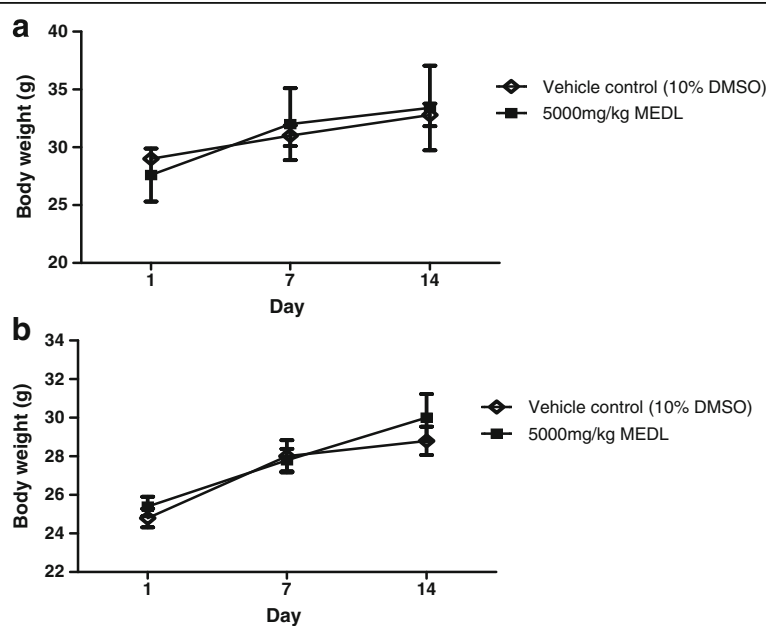 a
40
35
30
25
20
Body weight (g)
1 7 14
Day
Vehicle control (10% DMSO)
5000mg/kg MEDL
b
34
32
30
28
26
24
22
Body weight (g)
1 7 14
Day
Vehicle control (10% DMSO)
5000mg/kg MEDL